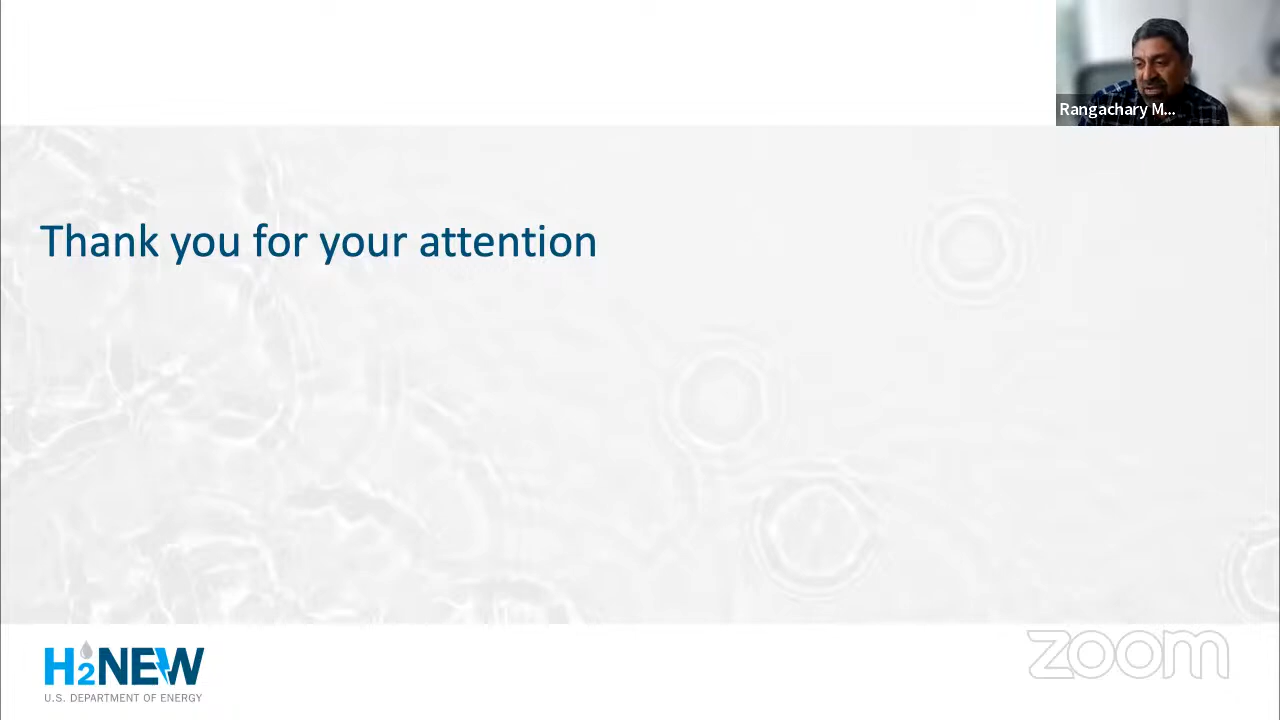 Rangachary M...
Thank you for your attention
H2NEW
U.S. DEPARTMENT OF ENERGY
zoom